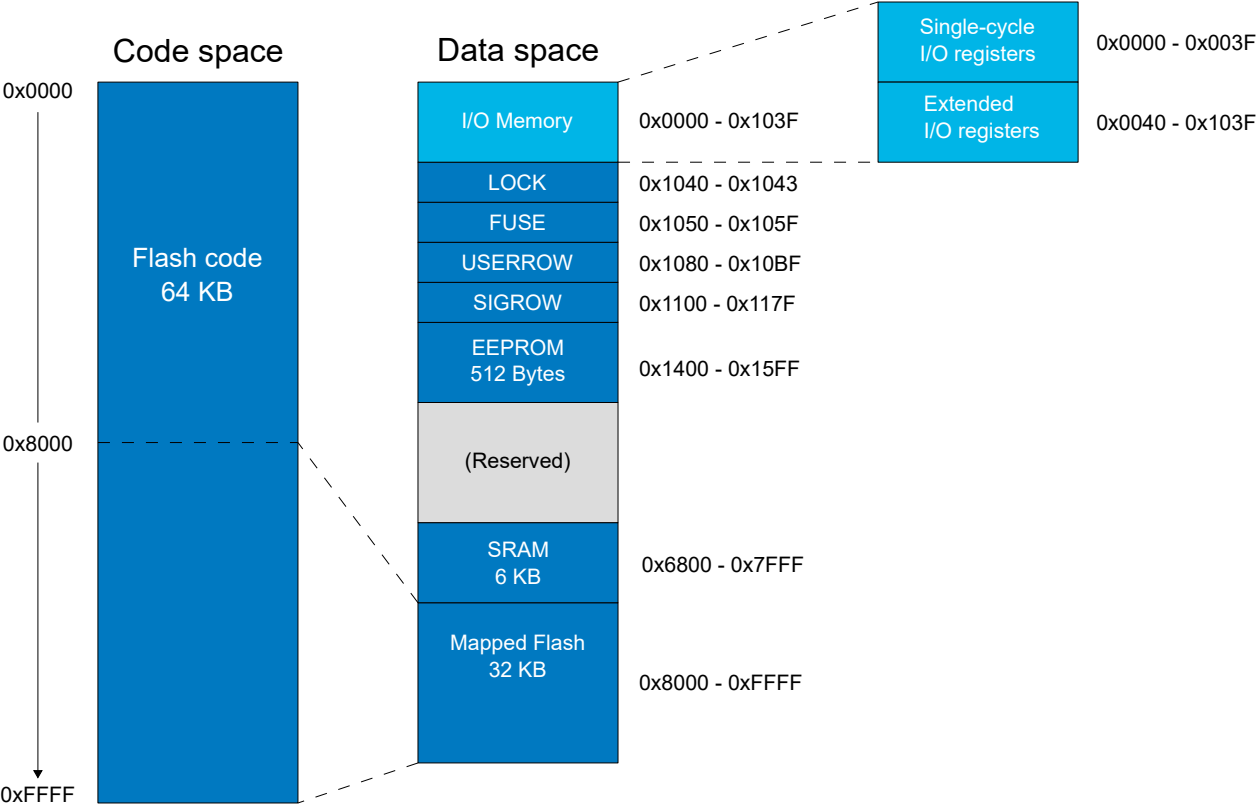 Code space
0x0000
Flash code
64 KB
0x8000
0xFFFF
Data space
I/O Memory
0x0000 - 0x103F
LOCK
0x1040 - 0x1043
FUSE
0x1050 - 0x105F
USERROW
0x1080 - 0x10BF
SIGROW
0x1100 - 0x117F
EEPROM
512 Bytes
0x1400 - 0x15FF
(Reserved)
SRAM
6 KB
0x6800 - 0x7FFF
Mapped Flash
32 KB
0x8000 - 0xFFFF
Single-cycle
I/O registers
0x0000 - 0x003F
Extended
I/O registers
0x0040 - 0x103F